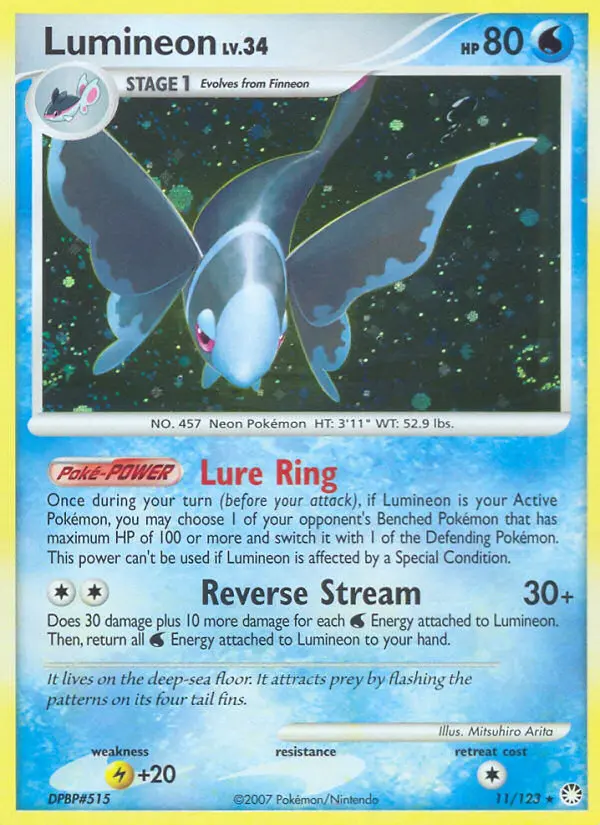 Lumineon LV.34 HP 80
STAGE 1 Evolves from Finneon
NO. 457 Neon Pokémon HT: 3'11" WT: 52.9 lbs.
Poké-POWER Lure Ring
Once during your turn (before your attack), if Lumineon is your Active
Pokémon, you may choose 1 of your opponent's Benched Pokémon that has
maximum HP of 100 or more and switch it with 1 of the Defending Pokémon.
This power can't be used if Lumineon is affected by a Special Condition.
Reverse Stream 30+
Does 30 damage plus 10 more damage for each Energy attached to Lumineon.
Then, return all Energy attached to Lumineon to your hand.
It lives on the deep-sea floor. It attracts prey by flashing the
patterns on its four tail fins.
Illus. Mitsuhiro Arita
weakness resistance retreat cost
+20
DPBP#515 ©2007 Pokémon/Nintendo 11/123 ★